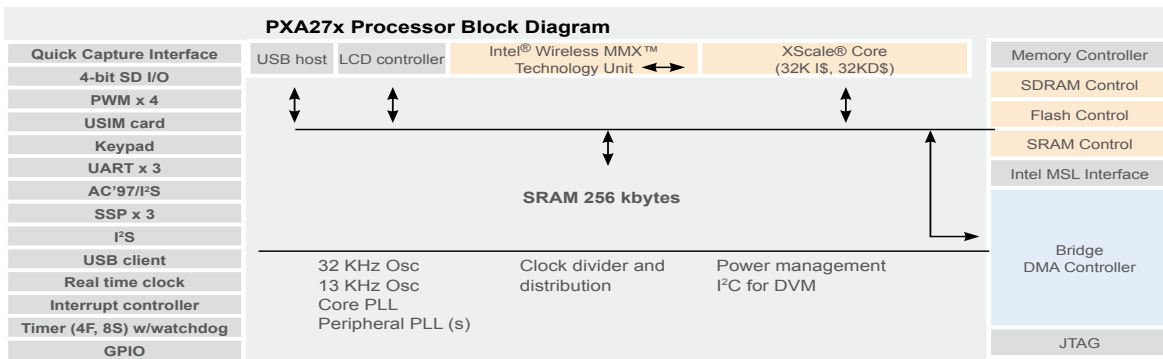 PXA27x Processor Block Diagram
Quick Capture Interface
4-bit SD I/O
PWM x 4
USIM card
Keypad
UART x 3
AC'97/I²S
SSP x 3
I²S
USB client
Real time clock
Interrupt controller
Timer (4F, 8S) w/watchdog
GPIO
USB host
LCD controller
Intel® Wireless MMX™
Technology Unit
XScale® Core
(32K I$, 32KD$)
SRAM 256 kbytes
32 KHz Osc
13 KHz Osc
Core PLL
Peripheral PLL (s)
Clock divider and
distribution
Power management
I²C for DVM
Memory Controller
SDRAM Control
Flash Control
SRAM Control
Intel MSL Interface
Bridge
DMA Controller
JTAG